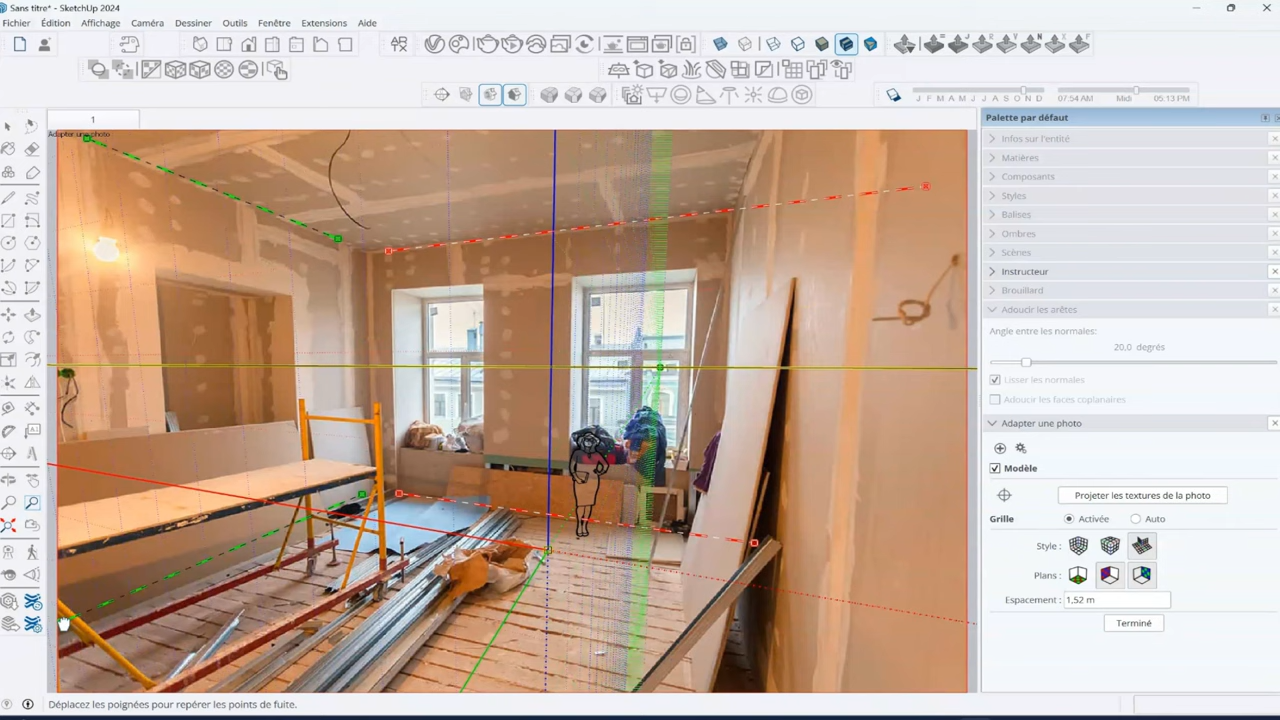 Sans titre* - SketchUp 2024
Fichier Édition Affichage Caméra Dessiner Outils Fenêtre Extensions Aide
J F M A M J J A S O N D 07:54 AM Midi 05:13 PM
1
Adapter une photo
Palette par défaut
Infos sur l'entité
Matières
Composants
Styles
Balises
Ombres
Scènes
Instructeur
Brouillard
Adoucir les arêtes
Angle entre les normales:
20,0 degrés
Lisser les normales
Adoucir les faces coplanaires
Adapter une photo
Modèle
Projeter les textures de la photo
Grille Activée Auto
Style :
Plans :
Espacement : 1,52 m
Terminé
Déplacez les poignées pour repérer les points de fuite.